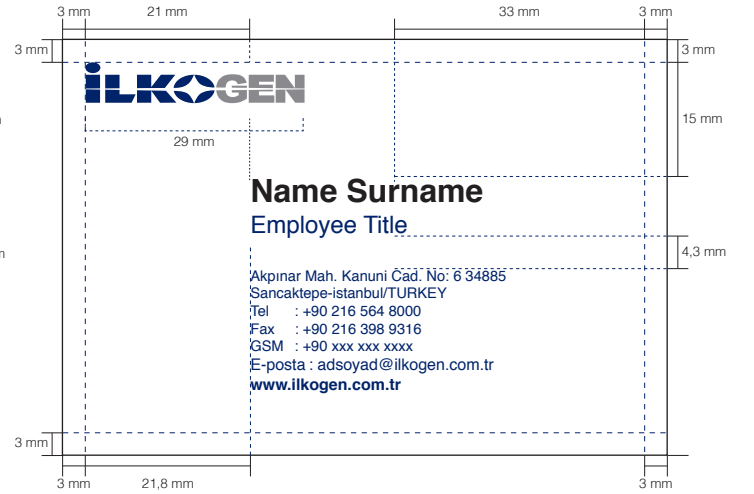 3 mm 21 mm 33 mm 3 mm
3 mm 3 mm
iLKOGEN
15 mm
29 mm
Name Surname
Employee Title
4,3 mm
Akpınar Mah. Kanuni Cad. No: 6 34885
Sancaktepe-istanbul/TURKEY
Tel : +90 216 564 8000
Fax : +90 216 398 9316
GSM : +90 xxx xxx xxxx
E-posta : adsoyad@ilkogen.com.tr
www.ilkogen.com.tr
3 mm
3 mm 21,8 mm 3 mm